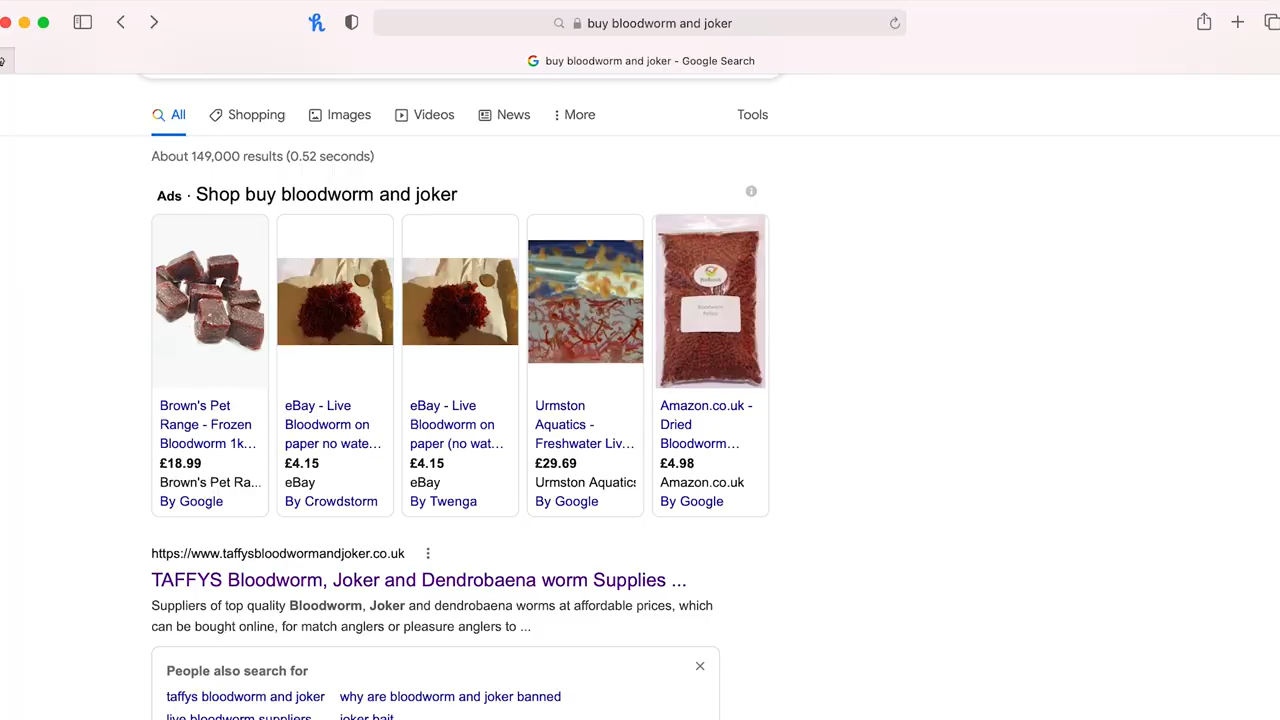 buy bloodworm and joker
buy bloodworm and joker - Google Search
All Shopping Images Videos News More Tools
About 149,000 results (0.52 seconds)
Ads · Shop buy bloodworm and joker
Brown's Pet
Range - Frozen
Bloodworm 1k...
£18.99
Brown's Pet Ra...
By Google
eBay - Live
Bloodworm on
paper no wate...
£4.15
eBay
By Crowdstorm
eBay - Live
Bloodworm on
paper (no wat...
£4.15
eBay
By Twenga
Urmston
Aquatics -
Freshwater Liv...
£29.69
Urmston Aquatics
By Google
Bloodworm
Pellets
Amazon.co.uk -
Dried
Bloodworm...
£4.98
Amazon.co.uk
By Google
https://www.taffysbloodwormandjoker.co.uk
TAFFYS Bloodworm, Joker and Dendrobaena worm Supplies ...
Suppliers of top quality Bloodworm, Joker and dendrobaena worms at affordable prices, which
can be bought online, for match anglers or pleasure anglers to ...
People also search for
taffys bloodworm and joker why are bloodworm and joker banned
live bloodworm suppliers joker bait